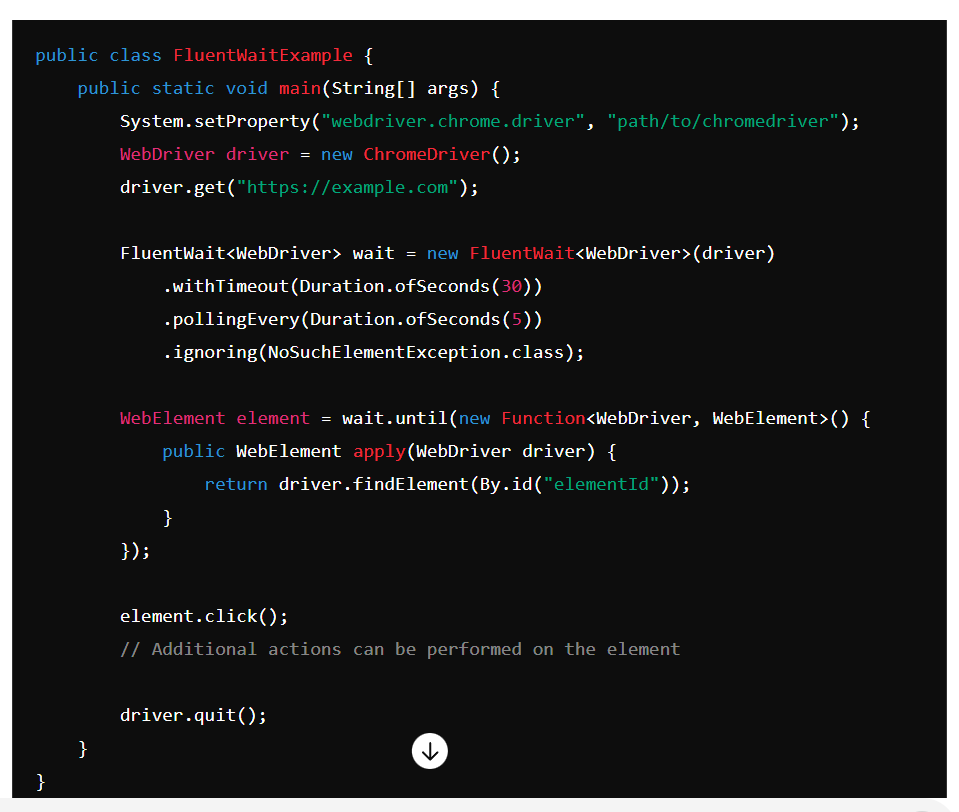 public class FluentWaitExample {
    public static void main(String[] args) {
        System.setProperty("webdriver.chrome.driver", "path/to/chromedriver");
        WebDriver driver = new ChromeDriver();
        driver.get("https://example.com");

        FluentWait<WebDriver> wait = new FluentWait<WebDriver>(driver)
            .withTimeout(Duration.ofSeconds(30))
            .pollingEvery(Duration.ofSeconds(5))
            .ignoring(NoSuchElementException.class);

        WebElement element = wait.until(new Function<WebDriver, WebElement>() {
            public WebElement apply(WebDriver driver) {
                return driver.findElement(By.id("elementId"));
            }
        });

        element.click();
        // Additional actions can be performed on the element

        driver.quit();
    }
}